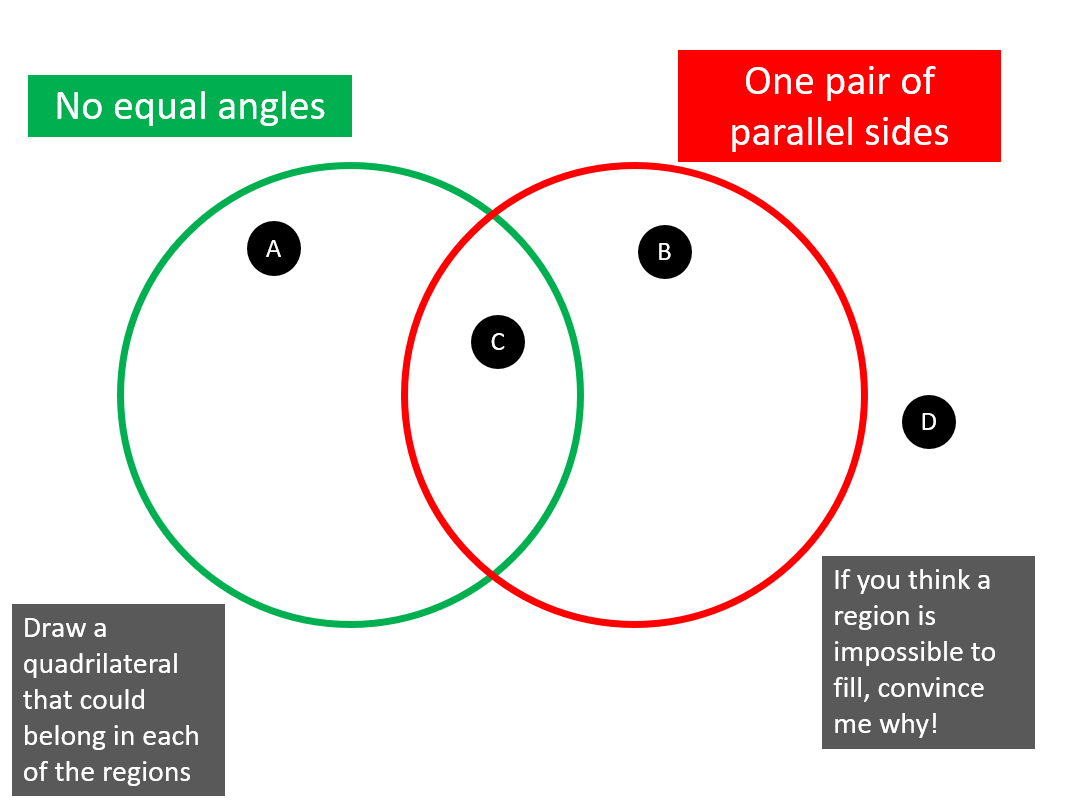 No equal angles
One pair of
parallel sides
A
B
C
D
Draw a
quadrilateral
that could
belong in each
of the regions
If you think a
region is
impossible to
fill, convince
me why!